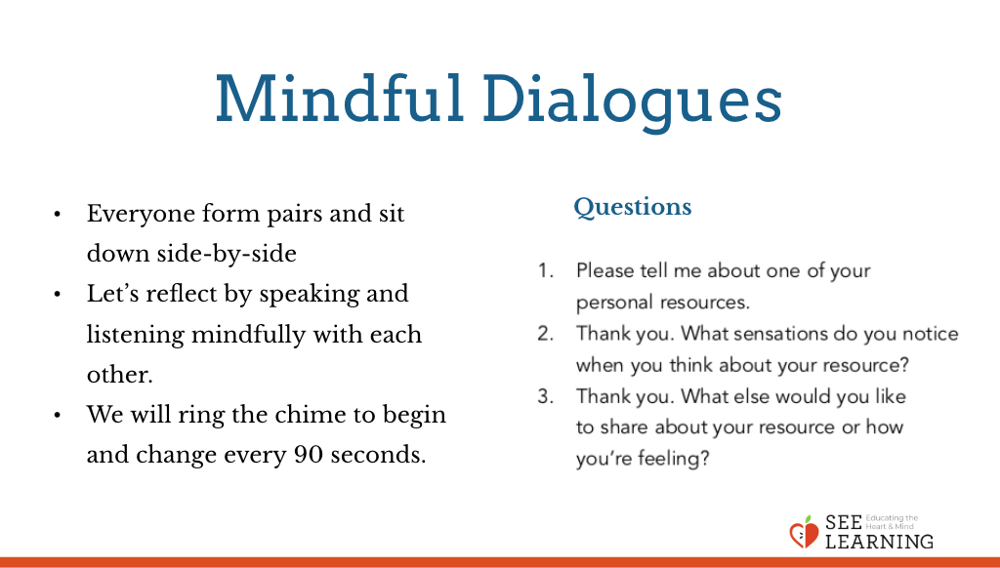 Mindful Dialogues
• Everyone form pairs and sit
down side-by-side
• Let’s reflect by speaking and
listening mindfully with each
other.
• We will ring the chime to begin
and change every 90 seconds.
Questions
1. Please tell me about one of your
personal resources.
2. Thank you. What sensations do you notice
when you think about your resource?
3. Thank you. What else would you like
to share about your resource or how
you’re feeling?
SEE Educating the
Heart & Mind
LEARNING